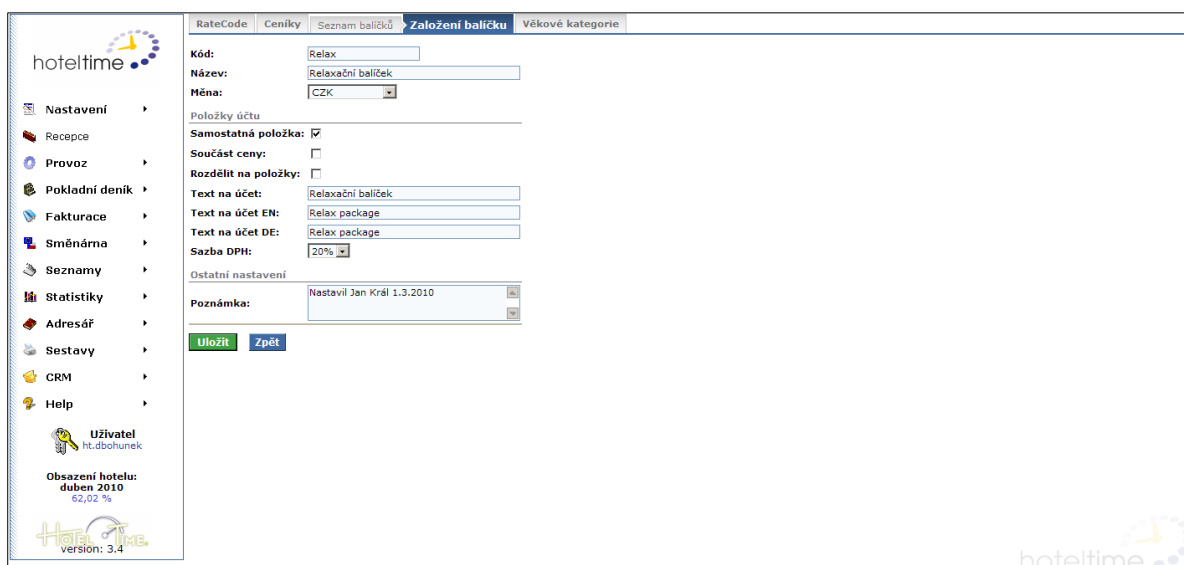 RateCode Ceníky Seznam balíčků Založení balíčku Věkové kategorie
hoteltime
Kód: Relax
Název: Relaxační balíček
Měna: CZK
Položky účtu
Samostatná položka:
Součást ceny:
Rozdělit na položky:
Text na účet: Relaxační balíček
Text na účet EN: Relax package
Text na účet DE: Relax package
Sazba DPH: 20%
Ostatní nastavení
Poznámka: Nastavil Jan Král 1.3.2010
Uložit Zpět
Nastavení
Recepce
Provoz
Pokladní deník
Fakturace
Směnárna
Seznamy
Statistiky
Adresář
Sestavy
CRM
Help
Uživatel
ht.dbohunek
Obsazení hotelu:
duben 2010
62,02 %
HOTEL TIME.
version: 3.4
hoteltime